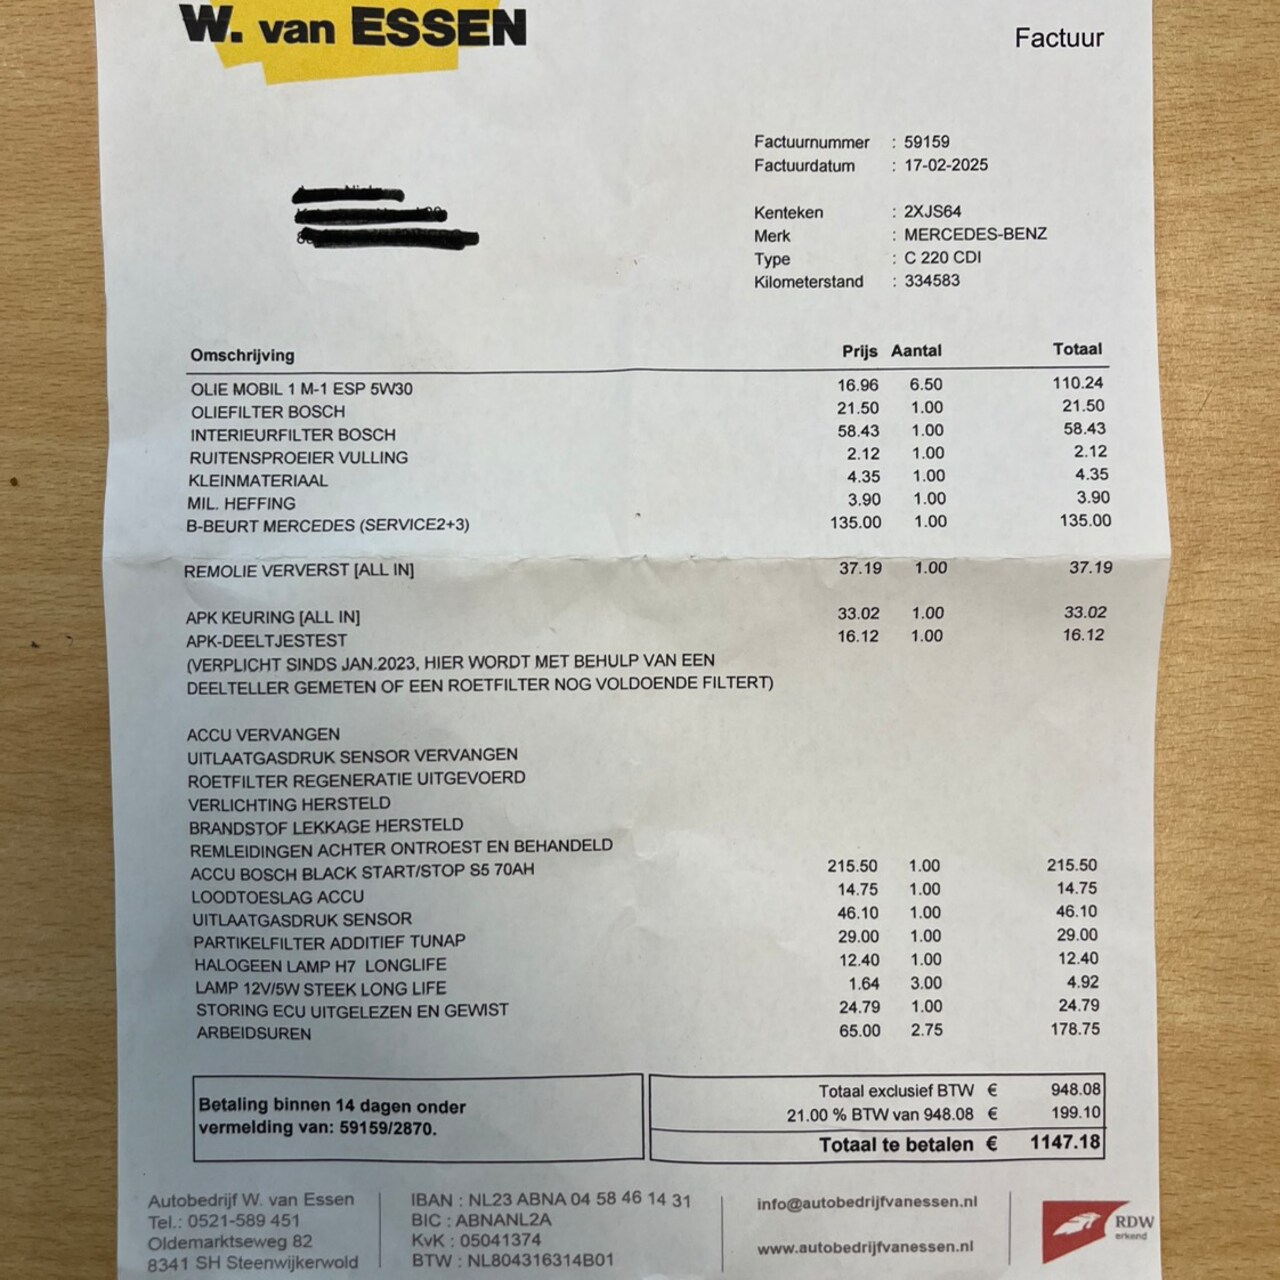 W. van ESSEN
Factuur
Factuurnummer : 59159
Factuurdatum : 17-02-2025
Kenteken : 2XJS64
Merk : MERCEDES-BENZ
Type : C 220 CDI
Kilometerstand : 334583
Omschrijving Prijs Aantal Totaal
OLIE MOBIL 1 M-1 ESP 5W30 16.96 6.50 110.24
OLIEFILTER BOSCH 21.50 1.00 21.50
INTERIEURFILTER BOSCH 58.43 1.00 58.43
RUITENSPROEIER VULLING 2.12 1.00 2.12
KLEINMATERIAAL 4.35 1.00 4.35
MIL. HEFFING 3.90 1.00 3.90
B-BEURT MERCEDES (SERVICE2+3) 135.00 1.00 135.00
REMOLIE VERVERST [ALL IN] 37.19 1.00 37.19
APK KEURING [ALL IN] 33.02 1.00 33.02
APK-DEELTJESTEST 16.12 1.00 16.12
(VERPLICHT SINDS JAN.2023, HIER WORDT MET BEHULP VAN EEN
DEELTELLER GEMETEN OF EEN ROETFILTER NOG VOLDOENDE FILTERT)
ACCU VERVANGEN
UITLAATGASDRUK SENSOR VERVANGEN
ROETFILTER REGENERATIE UITGEVOERD
VERLICHTING HERSTELD
BRANDSTOF LEKKAGE HERSTELD
REMLEIDINGEN ACHTER ONTROEST EN BEHANDELD
ACCU BOSCH BLACK START/STOP S5 70AH 215.50 1.00 215.50
LOODTOESLAG ACCU 14.75 1.00 14.75
UITLAATGASDRUK SENSOR 46.10 1.00 46.10
PARTIKELFILTER ADDITIEF TUNAP 29.00 1.00 29.00
HALOGEEN LAMP H7 LONGLIFE 12.40 1.00 12.40
LAMP 12V/5W STEEK LONG LIFE 1.64 3.00 4.92
STORING ECU UITGELEZEN EN GEWIST 24.79 1.00 24.79
ARBEIDSUREN 65.00 2.75 178.75
Betaling binnen 14 dagen onder
vermelding van: 59159/2870.
Totaal exclusief BTW € 948.08
21.00 % BTW van 948.08 € 199.10
Totaal te betalen € 1147.18
Autobedrijf W. van Essen
Tel.: 0521-589 451
Oldemarktseweg 82
8341 SH Steenwijkerwold
IBAN : NL23 ABNA 04 58 46 14 31
BIC : ABNANL2A
KvK : 05041374
BTW : NL804316314B01
info@autobedrijfvanessen.nl
www.autobedrijfvanessen.nl
RDW
erkend